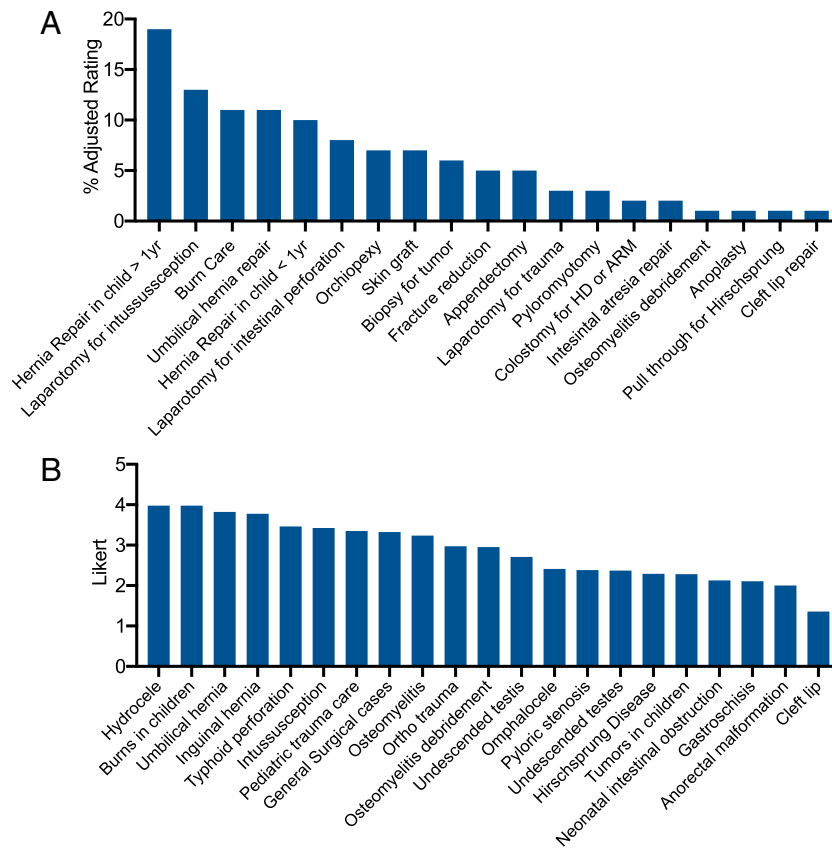 A
% Adjusted Rating
20
15
10
5
0
Hernia Repair in child > 1yr
Laparotomy for intussusception
Burn Care
Umbilical hernia repair
Hernia Repair in child < 1yr
Laparotomy for intestinal perforation
Orchiopexy
Skin graft
Biopsy for tumor
Fracture reduction
Appendectomy
Laparotomy for trauma
Pyloromyotomy
Colostomy for HD or ARM
Intesintal atresia repair
Osteomyelitis debridement
Anoplasty
Pull through for Hirschsprung
Cleft lip repair
B
Likert
5
4
3
2
1
0
Hydrocele
Burns in children
Umbilical hernia
Inguinal hernia
Typhoid perforation
Intussusception
Pediatric trauma care
General Surgical cases
Osteomyelitis
Ortho trauma
Osteomyelitis debridement
Undescended testis
Omphalocele
Pyloric stenosis
Undescended testes
Hirschsprung Disease
Tumors in children
Neonatal intestinal obstruction
Gastroschisis
Anorectal malformation
Cleft lip